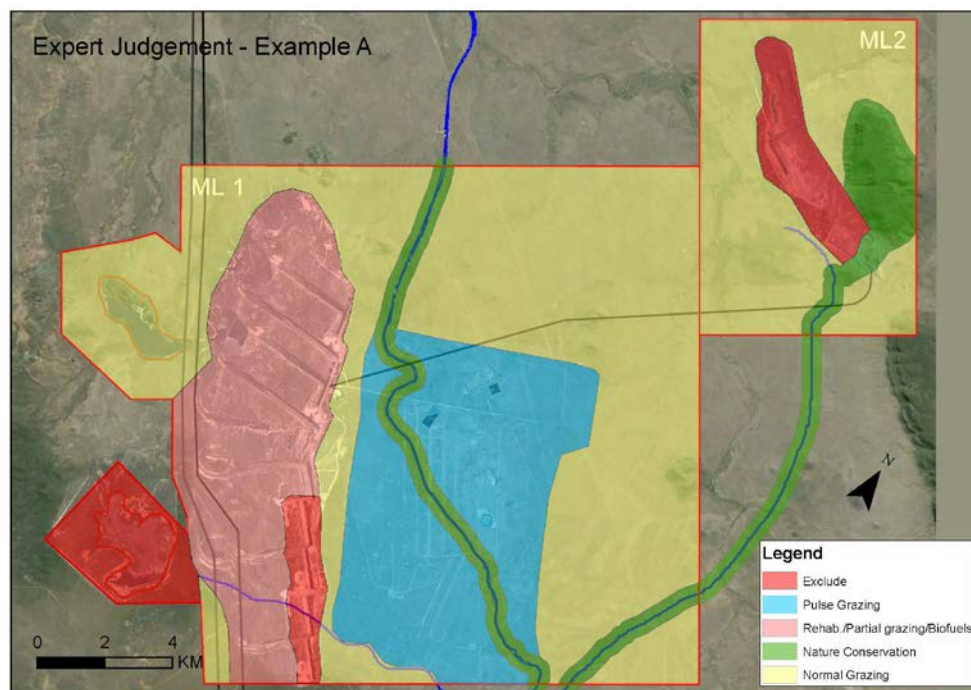 Expert Judgement - Example A
ML2
ML 1
N
0 2 4
KM
Legend
Exclude
Pulse Grazing
Rehab./Partial grazing/Biofuels
Nature Conservation
Normal Grazing